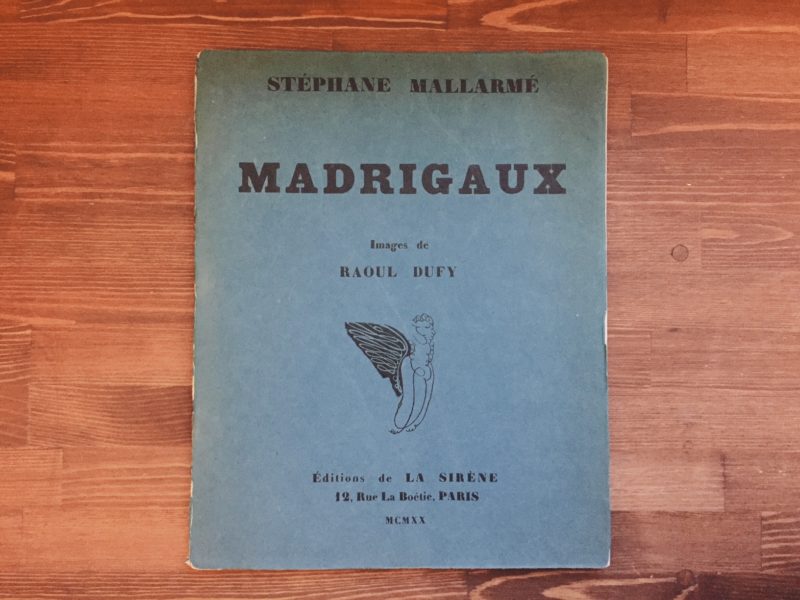 STÉPHANE MALLARMÉ
MADRIGAUX
Images de
RAOUL DUFY
Éditions de LA SIRÈNE
12, Rue La Boétie, PARIS
MCMXX